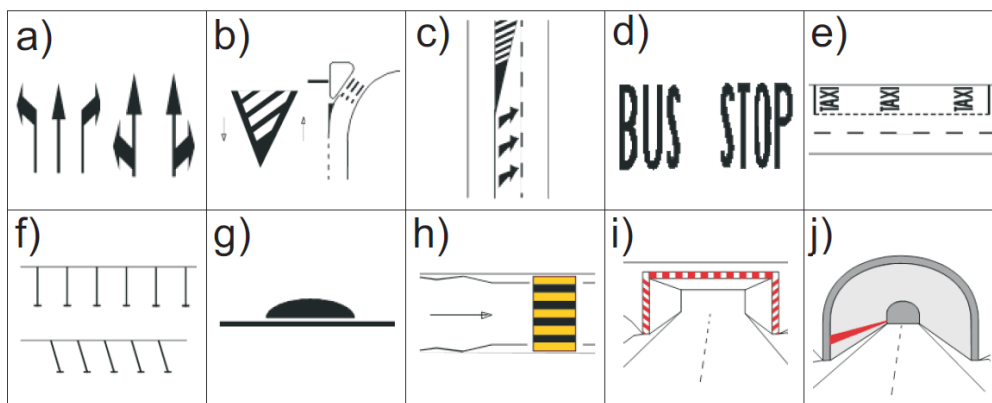 a)
b)
c)
d)
e)
BUS STOP
TAXI
TAXI
TAXI
f)
g)
h)
i)
j)